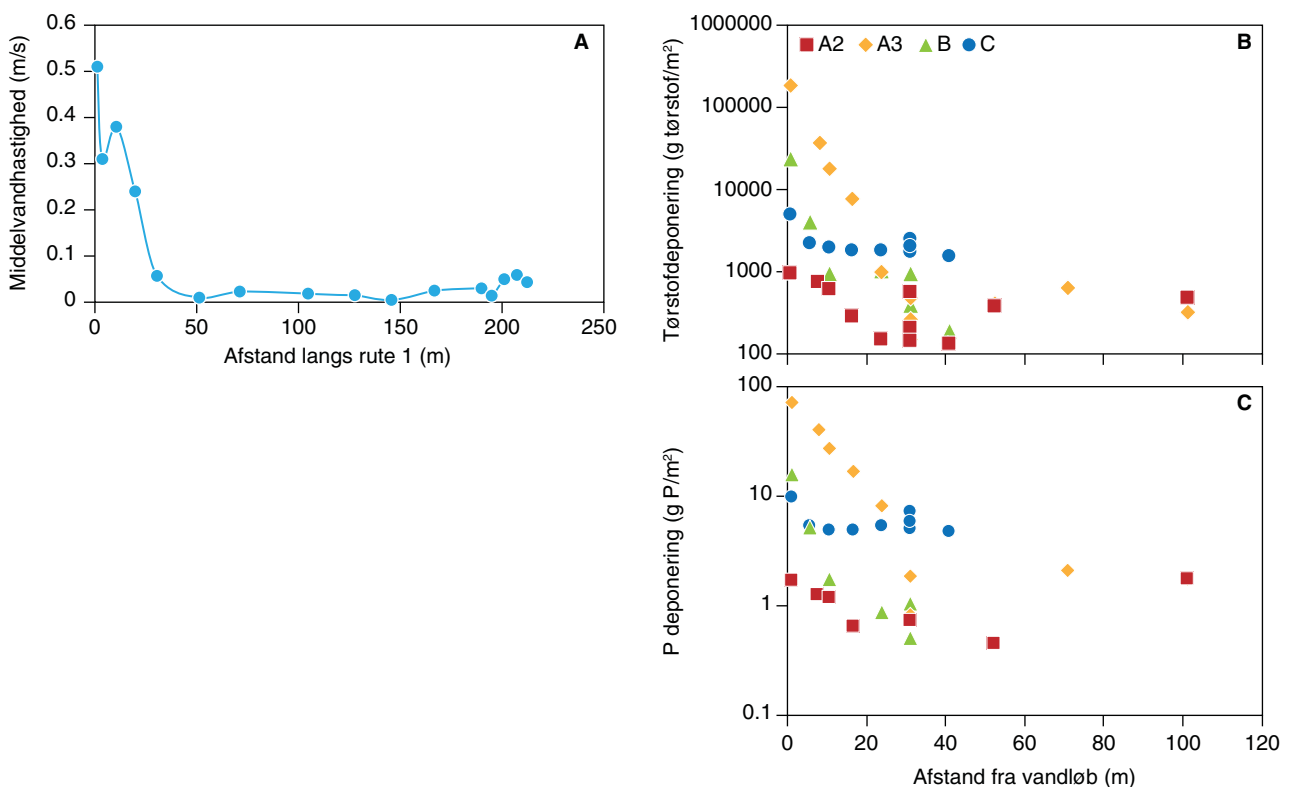 A
Middelvandhastighed (m/s)
0.6
0.5
0.4
0.3
0.2
0.1
0
0 50 100 150 200 250
Afstand langs rute 1 (m)
B
A2 A3 B C
Tørstofdeponering (g tørstof/m²)
1000000
100000
10000
1000
100
C
P deponering (g P/m²)
100
10
1
0.1
0 20 40 60 80 100 120
Afstand fra vandløb (m)